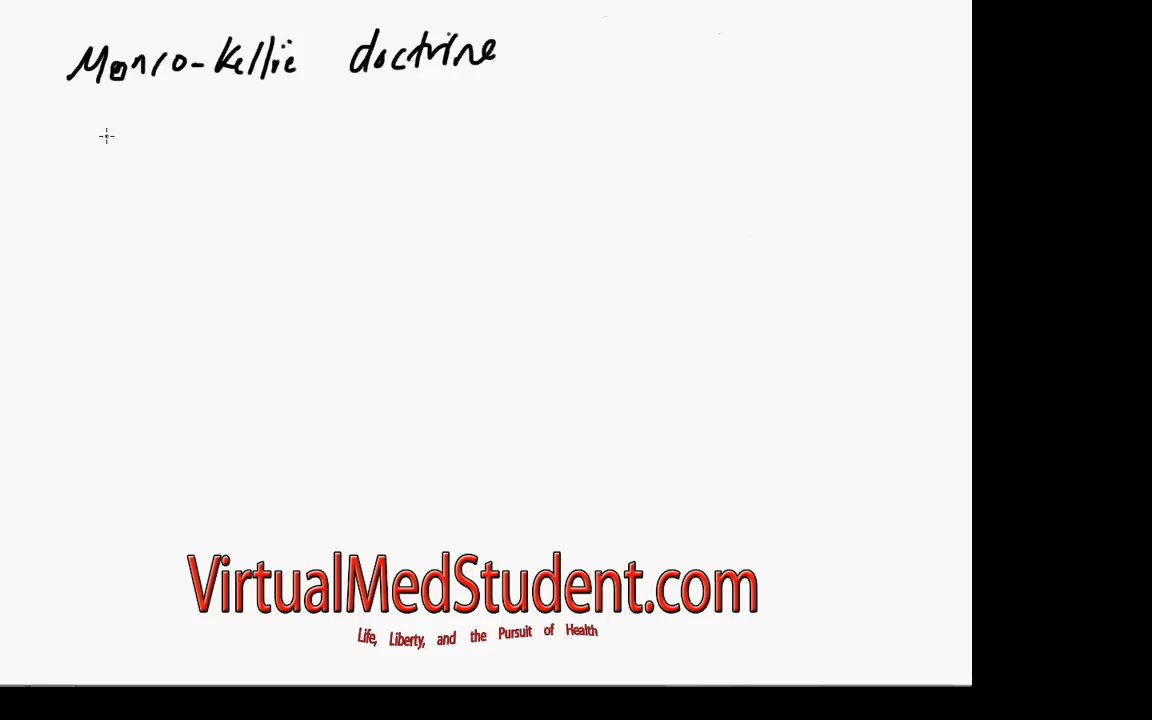 Monro-Kellie doctrine
VirtualMedStudent.com
Life, Liberty, and the Pursuit of Health